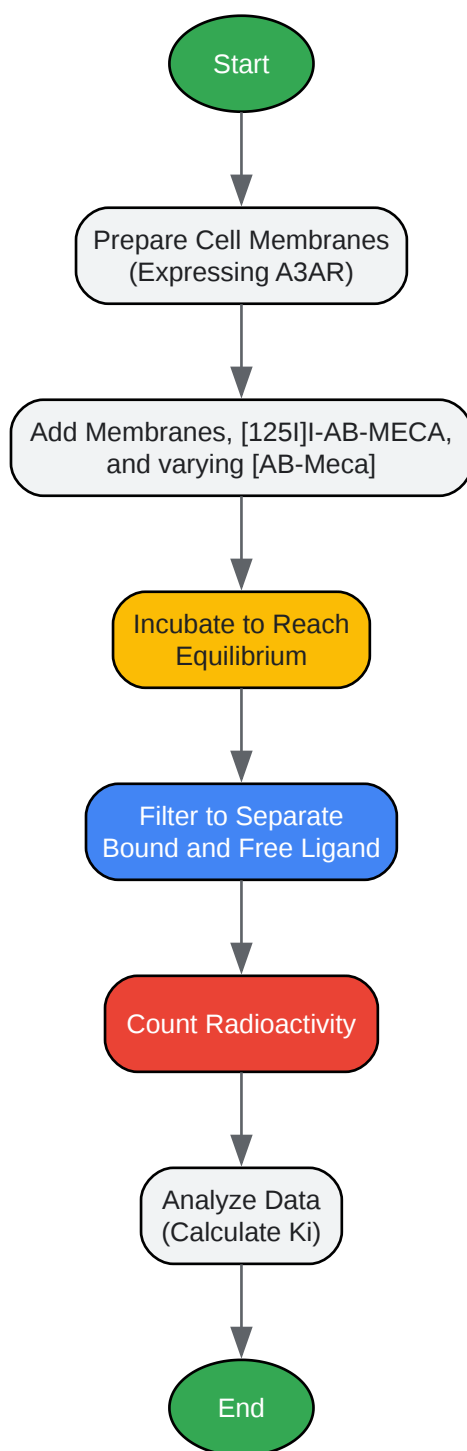 Start
Prepare Cell Membranes
(Expressing A3AR)
Add Membranes, [125I]I-AB-MECA,
and varying [AB-Meca]
Incubate to Reach
Equilibrium
Filter to Separate
Bound and Free Ligand
Count Radioactivity
Analyze Data
(Calculate Ki)
End